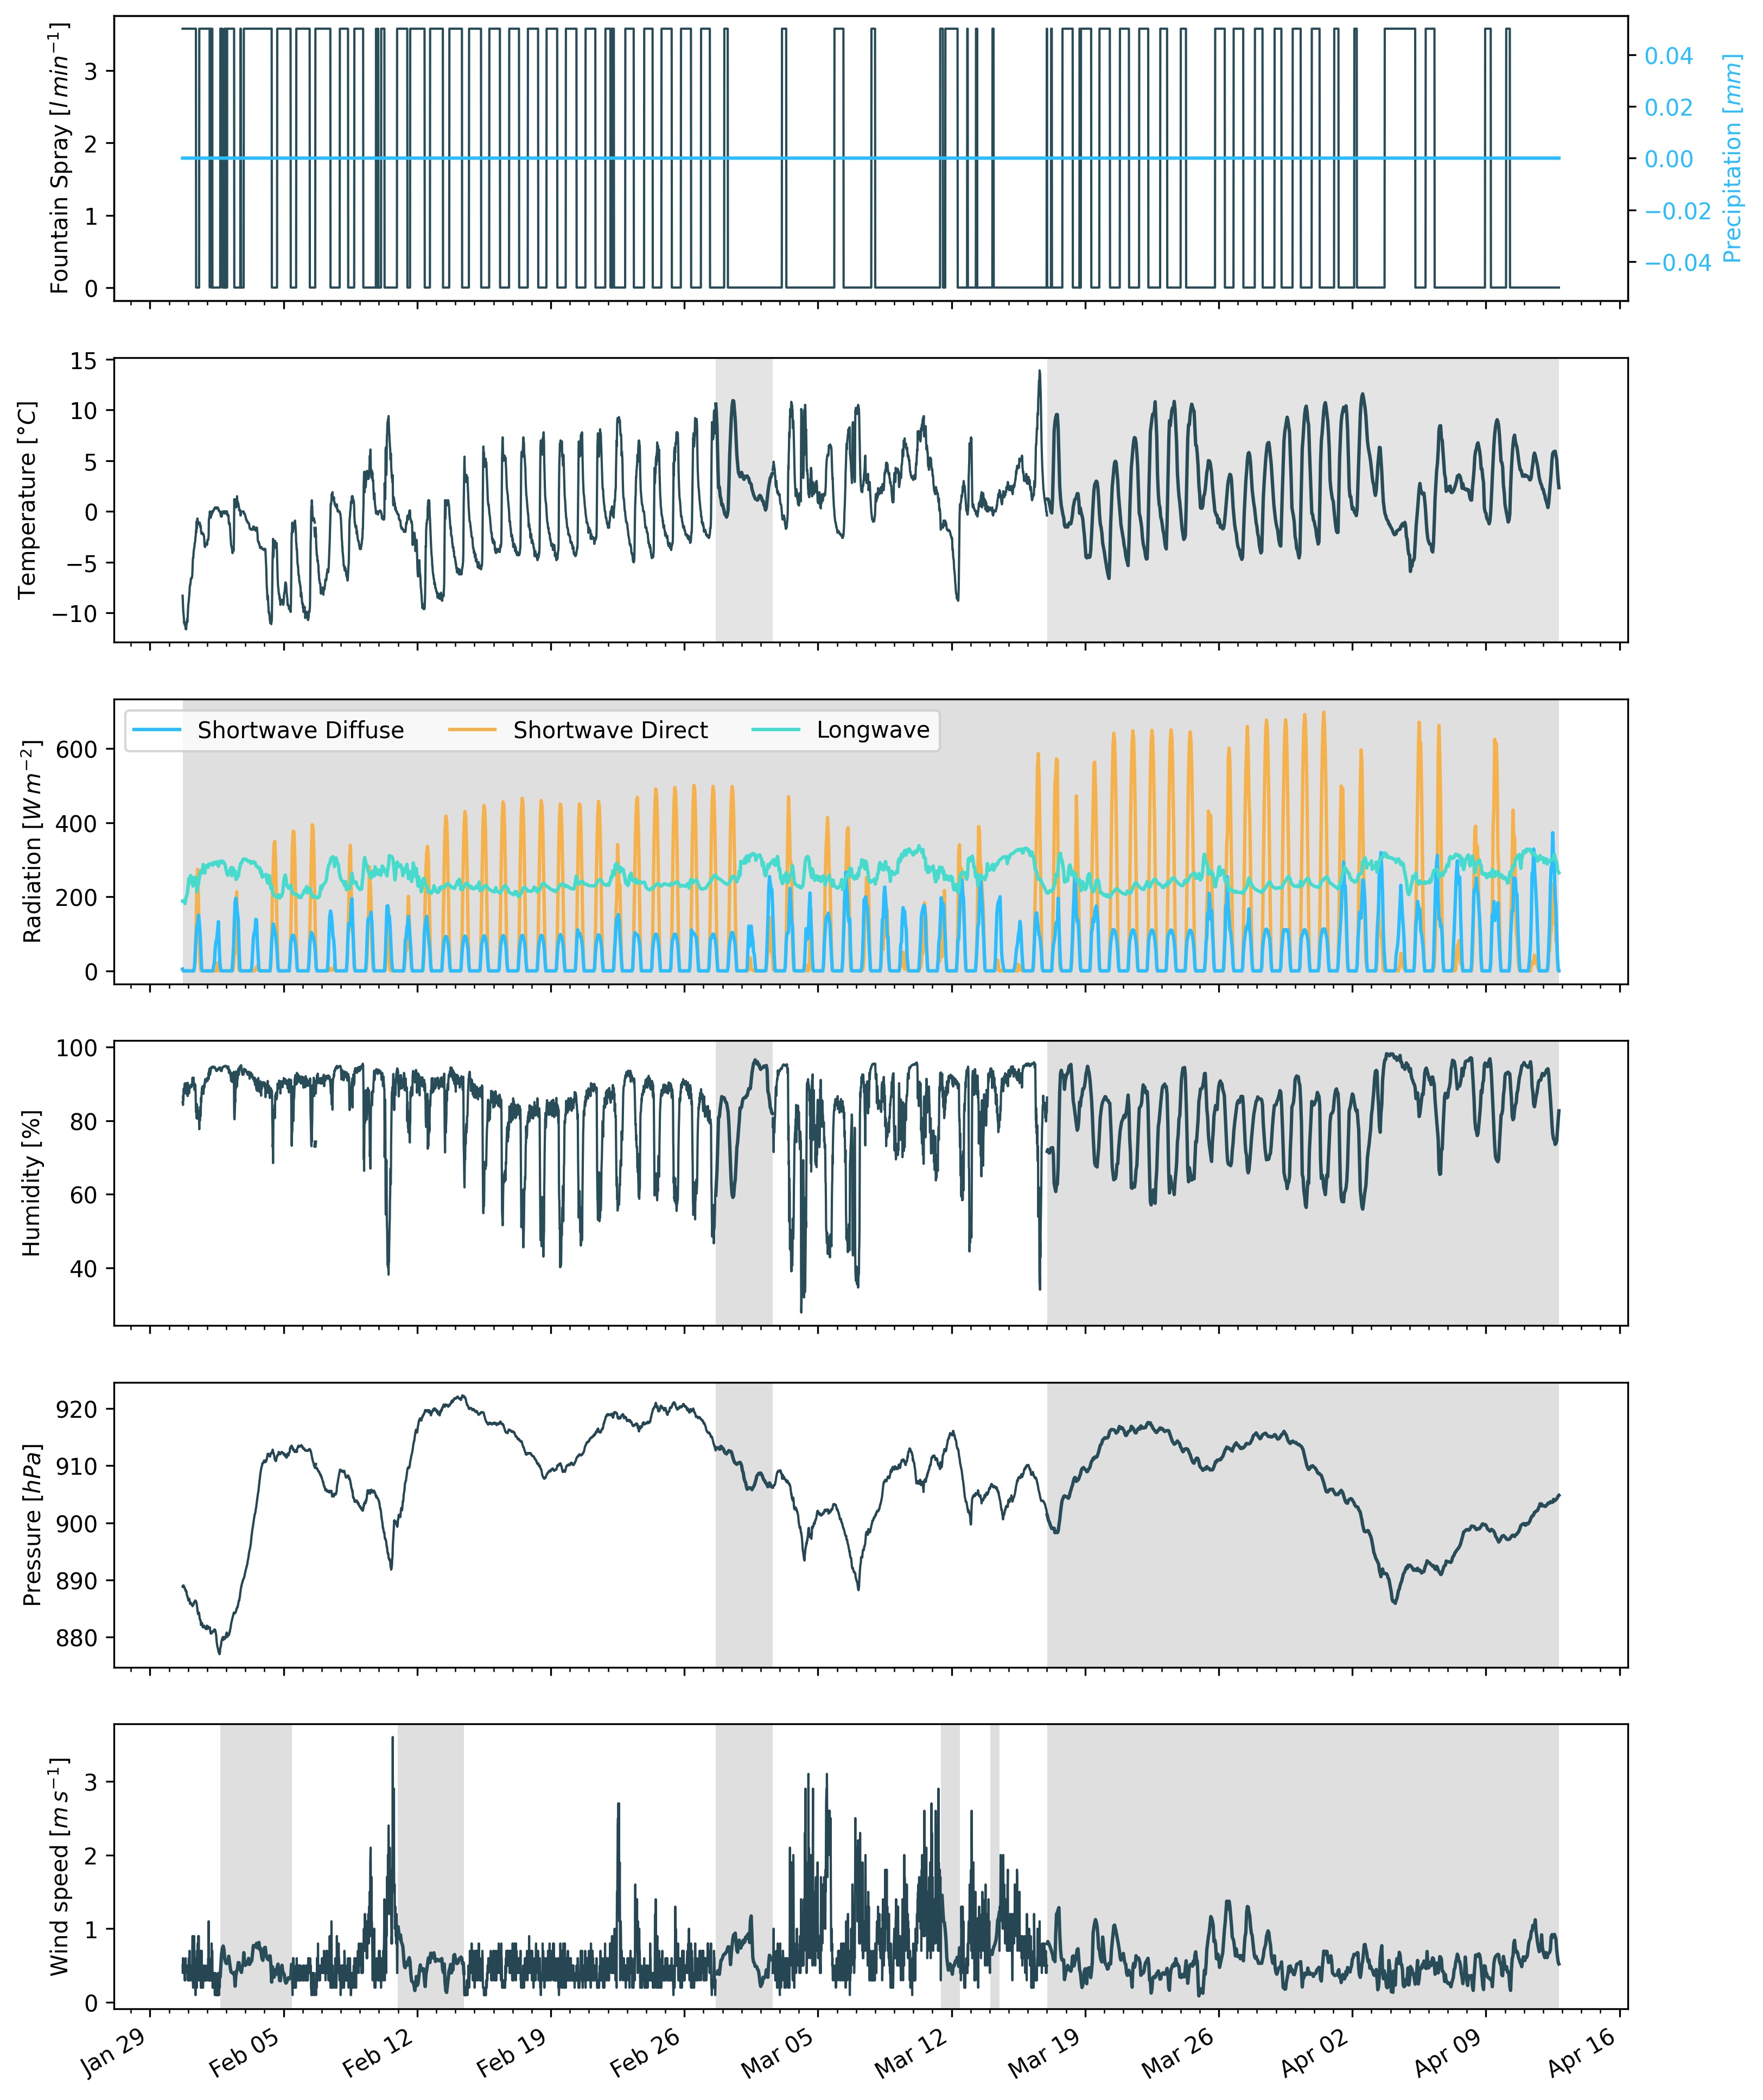 Fountain Spray [l min⁻¹]
3
2
1
0
0.04
0.02
0.00
−0.02
−0.04
Precipitation [mm]
Temperature [°C]
15
10
5
0
−5
−10
Radiation [W m⁻²]
600
400
200
0
Shortwave Diffuse
Shortwave Direct
Longwave
Humidity [%]
100
80
60
40
Pressure [hPa]
920
910
900
890
880
Wind speed [m s⁻¹]
3
2
1
0
Jan 29
Feb 05
Feb 12
Feb 19
Feb 26
Mar 05
Mar 12
Mar 19
Mar 26
Apr 02
Apr 09
Apr 16